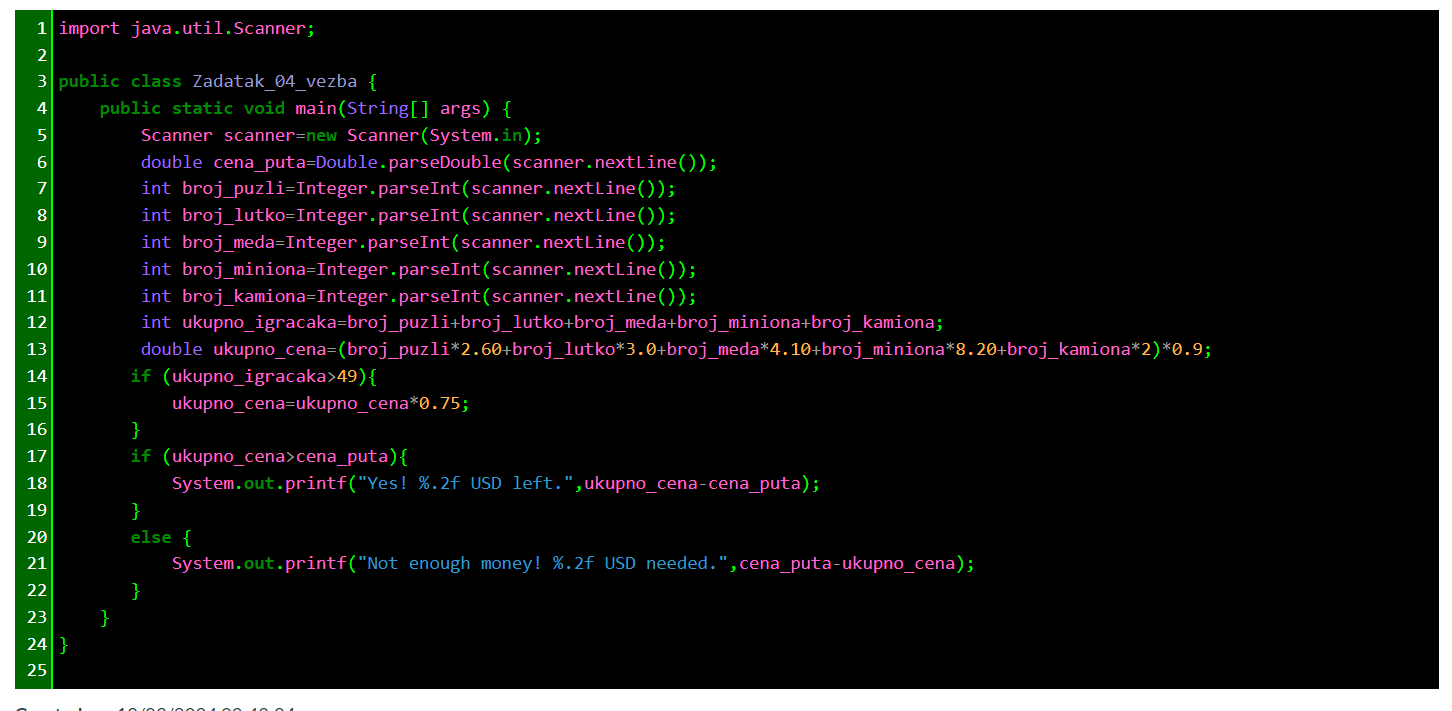 1 import java.util.Scanner;
2
3 public class Zadatak_04_vezba {
4     public static void main(String[] args) {
5         Scanner scanner=new Scanner(System.in);
6         double cena_puta=Double.parseDouble(scanner.nextLine());
7         int broj_puzli=Integer.parseInt(scanner.nextLine());
8         int broj_lutko=Integer.parseInt(scanner.nextLine());
9         int broj_meda=Integer.parseInt(scanner.nextLine());
10         int broj_miniona=Integer.parseInt(scanner.nextLine());
11         int broj_kamiona=Integer.parseInt(scanner.nextLine());
12         int ukupno_igracaka=broj_puzli+broj_lutko+broj_meda+broj_miniona+broj_kamiona;
13         double ukupno_cena=(broj_puzli*2.60+broj_lutko*3.0+broj_meda*4.10+broj_miniona*8.20+broj_kamiona*2)*0.9;
14        if (ukupno_igracaka>49){
15            ukupno_cena=ukupno_cena*0.75;
16        }
17        if (ukupno_cena>cena_puta){
18            System.out.printf("Yes! %.2f USD left.",ukupno_cena-cena_puta);
19        }
20        else {
21            System.out.printf("Not enough money! %.2f USD needed.",cena_puta-ukupno_cena);
22        }
23     }
24 }
25